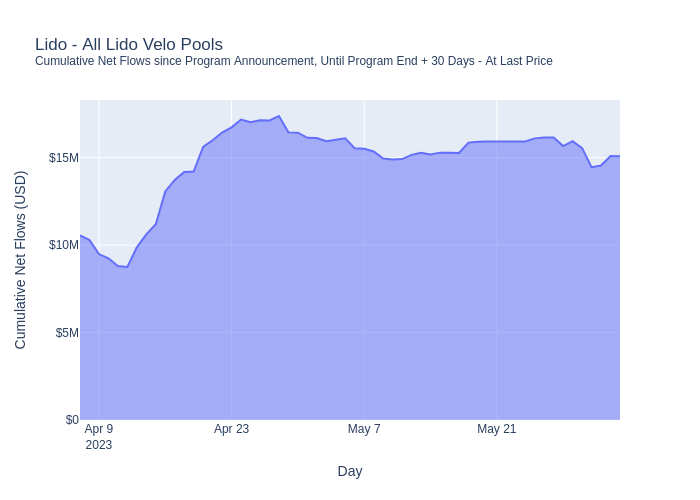 Lido - All Lido Velo Pools
Cumulative Net Flows since Program Announcement, Until Program End + 30 Days - At Last Price
Cumulative Net Flows (USD)
$15M
$10M
$5M
$0
Apr 9
2023
Apr 23
May 7
May 21
Day